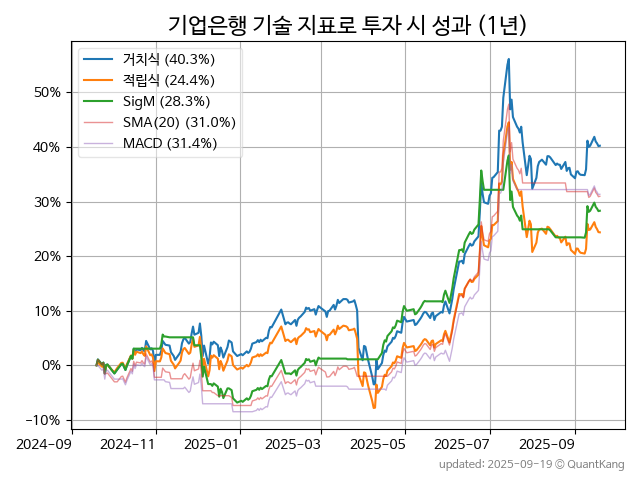 기업은행 기술 지표로 투자 시 성과 (1년)
거치식 (40.3%)
적립식 (24.4%)
SigM (28.3%)
SMA(20) (31.0%)
MACD (31.4%)
50%
40%
30%
20%
10%
0%
−10%
2024-09 2024-11 2025-01 2025-03 2025-05 2025-07 2025-09
updated: 2025-09-19 © QuantKang